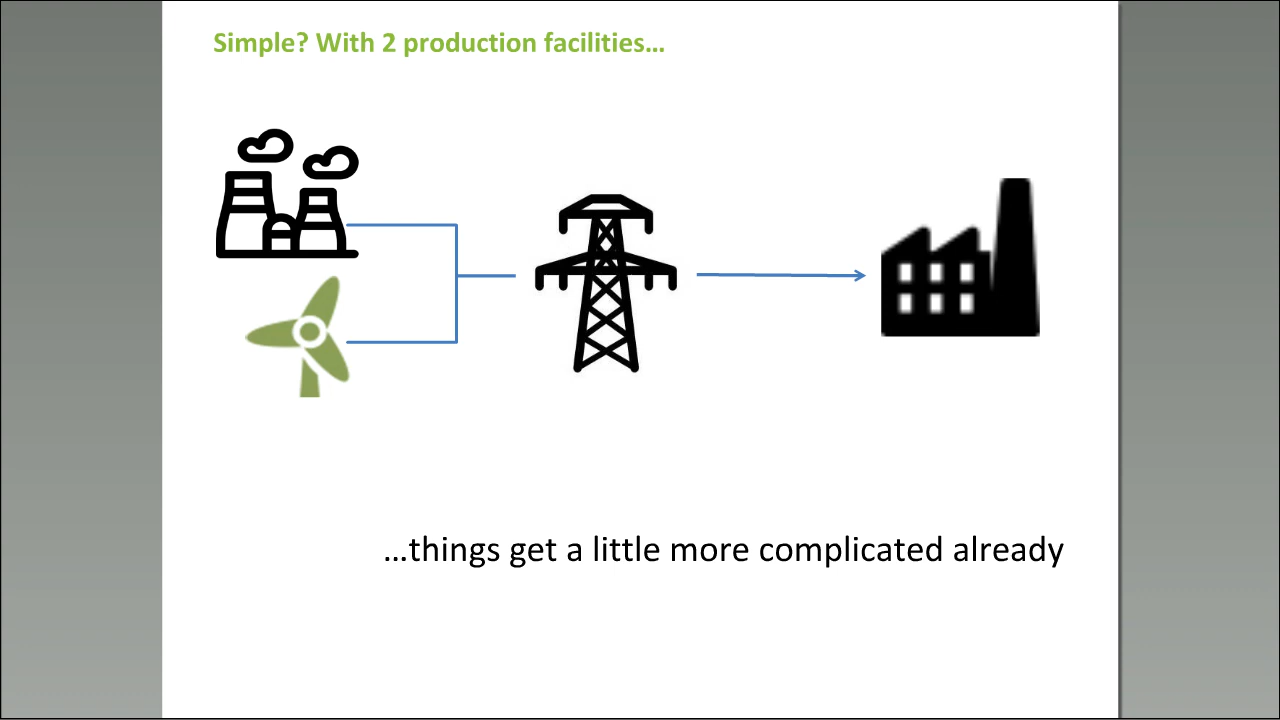 Simple? With 2 production facilities…
…things get a little more complicated already